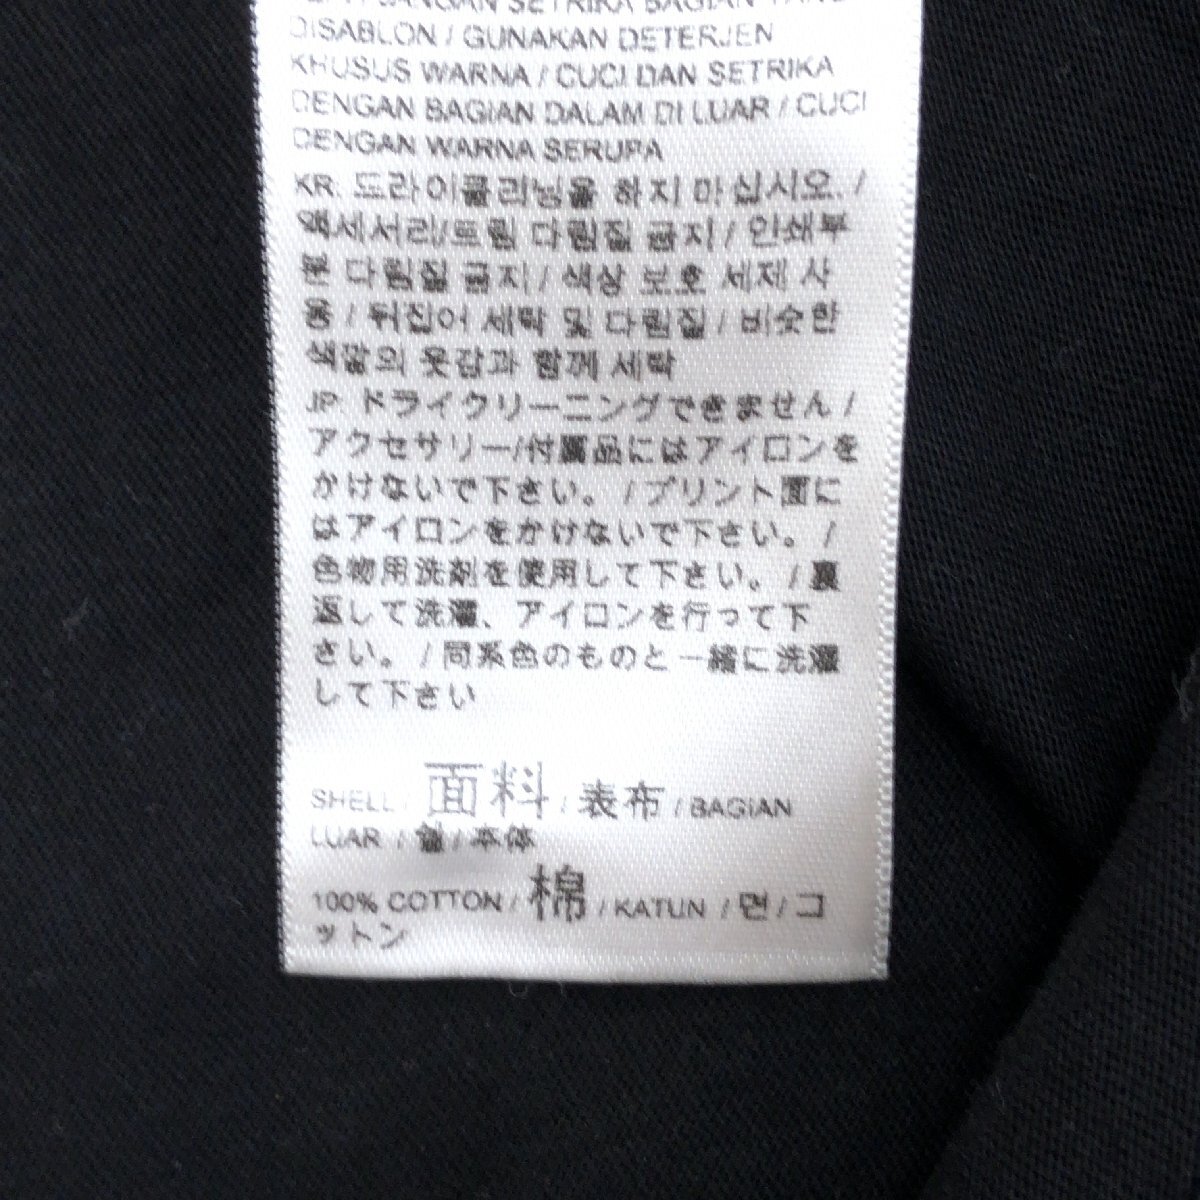 JANGAN SETRIKA BAGIAN YANG
DISABLON / GUNAKAN DETERJEN
KHUSUS WARNA / CUCI DAN SETRIKA
DENGAN BAGIAN DALAM DI LUAR / CUCI
DENGAN WARNA SERUPA
KR: 드라이클리닝을 하지 마십시오. /
액세서리/트림 다림질 금지 / 인쇄부
분 다림질 금지 / 색상 보호 세제 사
용 / 뒤집어 세탁 및 다림질 / 비슷한
색깔의 옷감과 함께 세탁
JP: ドライクリーニングできません /
アクセサリー/付属品にはアイロンを
かけないで下さい。 / プリント面に
はアイロンをかけないで下さい。 /
色物用洗剤を使用して下さい。 / 裏
返して洗濯、アイロンを行って下
さい。 / 同系色のものと一緒に洗濯
して下さい
SHELL / 面料 / 表布 / BAGIAN
LUAR / 쉘 / 本体
100% COTTON / 棉 / KATUN / 면 / コ
ットン